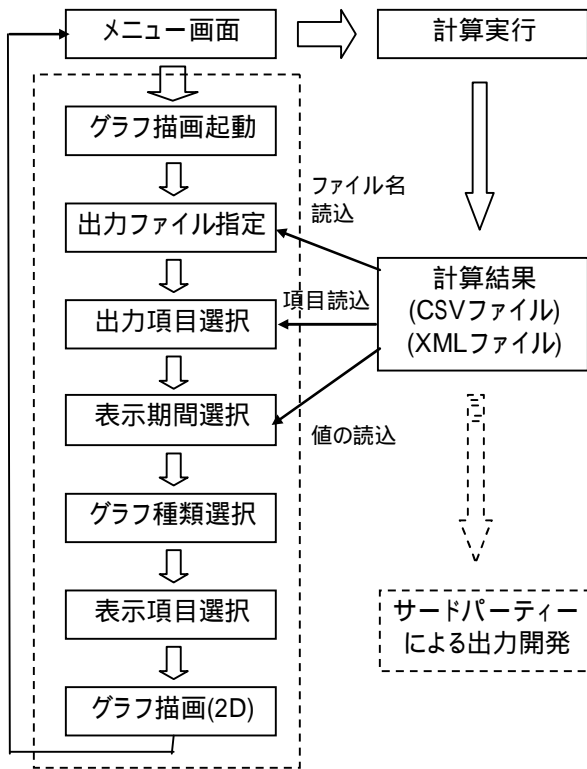 メニュー画面
計算実行
グラフ描画起動
ファイル名
読込
出力ファイル指定
計算結果
(CSVファイル)
(XMLファイル)
項目読込
出力項目選択
表示期間選択
値の読込
グラフ種類選択
表示項目選択
サードパーティー
による出力開発
グラフ描画(2D)